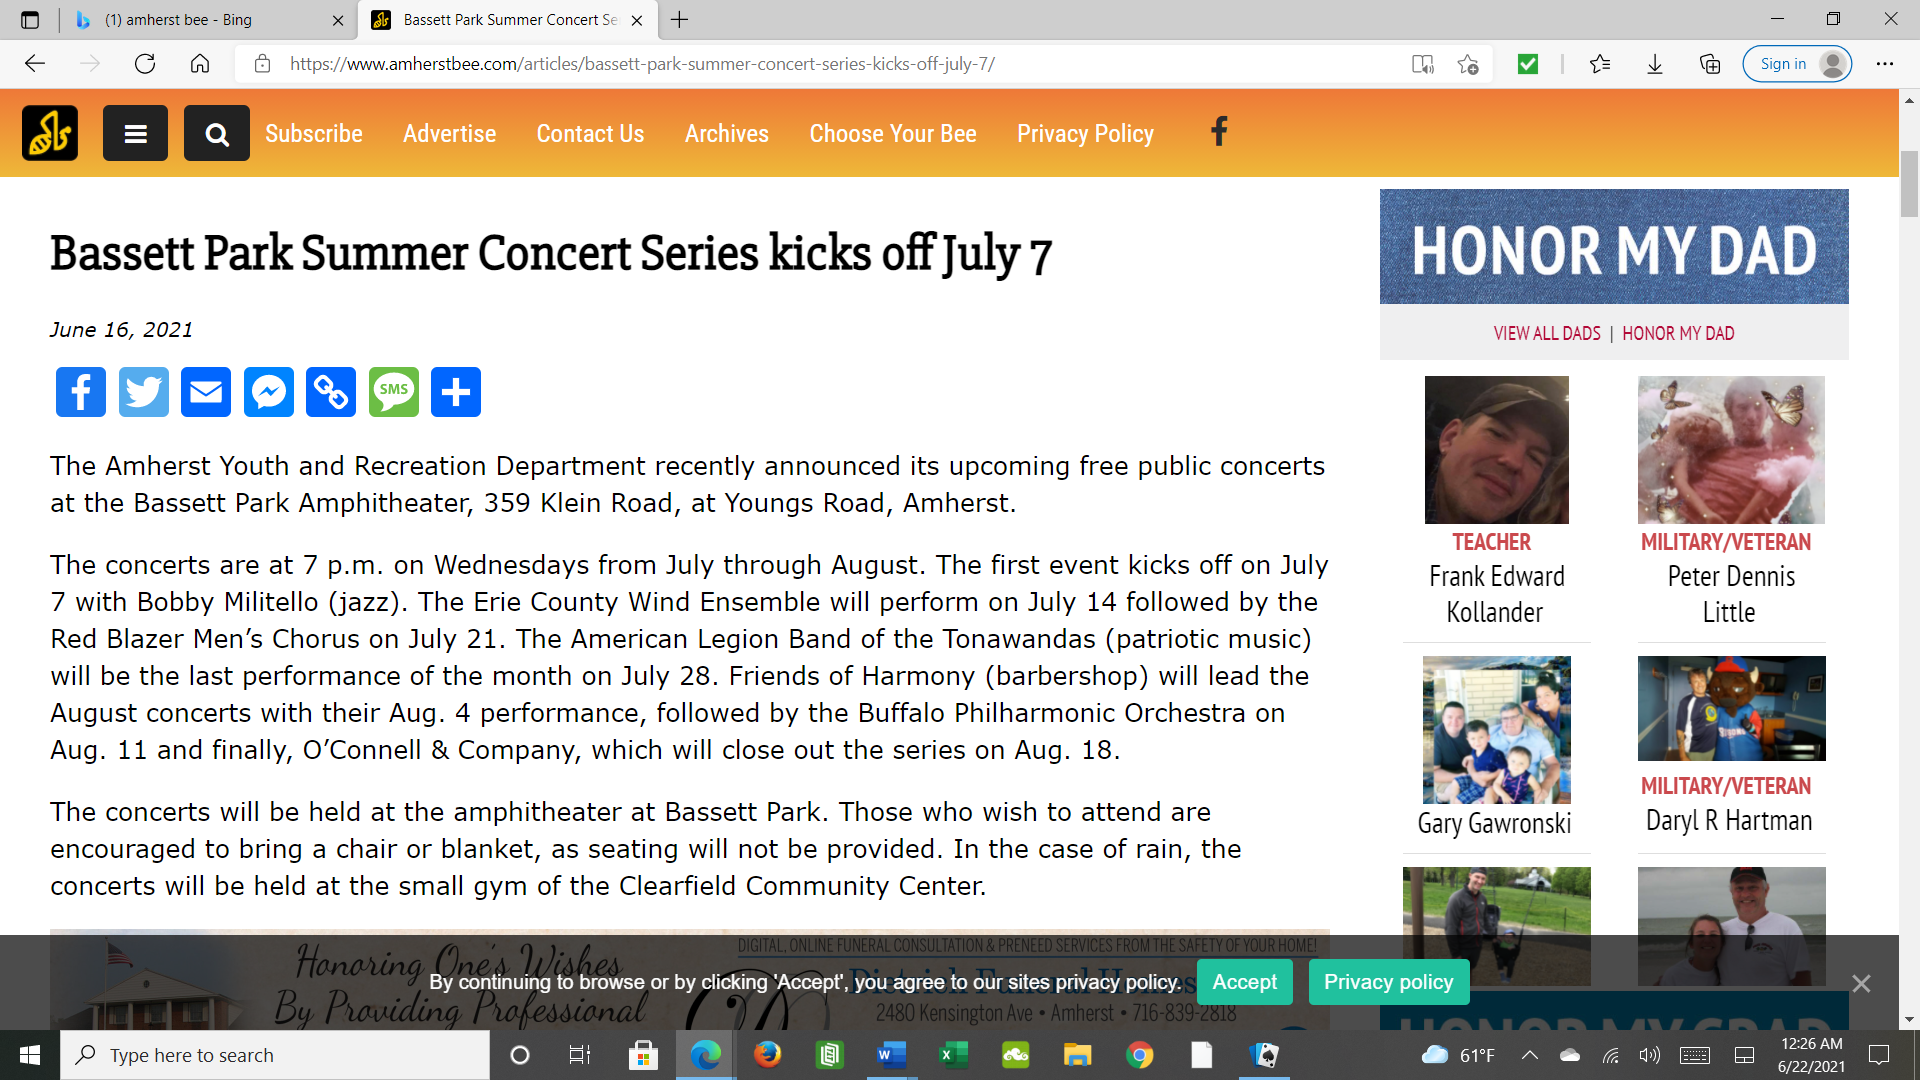 (1) amherst bee - Bing
Bassett Park Summer Concert Se
https://www.amherstbee.com/articles/bassett-park-summer-concert-series-kicks-off-july-7/
Sign in
Subscribe
Advertise
Contact Us
Archives
Choose Your Bee
Privacy Policy
Bassett Park Summer Concert Series kicks off July 7
June 16, 2021
SMS
The Amherst Youth and Recreation Department recently announced its upcoming free public concerts
at the Bassett Park Amphitheater, 359 Klein Road, at Youngs Road, Amherst.
The concerts are at 7 p.m. on Wednesdays from July through August. The first event kicks off on July
7 with Bobby Militello (jazz). The Erie County Wind Ensemble will perform on July 14 followed by the
Red Blazer Men’s Chorus on July 21. The American Legion Band of the Tonawandas (patriotic music)
will be the last performance of the month on July 28. Friends of Harmony (barbershop) will lead the
August concerts with their Aug. 4 performance, followed by the Buffalo Philharmonic Orchestra on
Aug. 11 and finally, O’Connell & Company, which will close out the series on Aug. 18.
The concerts will be held at the amphitheater at Bassett Park. Those who wish to attend are
encouraged to bring a chair or blanket, as seating will not be provided. In the case of rain, the
concerts will be held at the small gym of the Clearfield Community Center.
HONOR MY DAD
VIEW ALL DADS | HONOR MY DAD
TEACHER
Frank Edward
Kollander
MILITARY/VETERAN
Peter Dennis
Little
Gary Gawronski
MILITARY/VETERAN
Daryl R Hartman
Honoring One's Wishes
By Providing Professional
DIGITAL, ONLINE FUNERAL CONSULTATION & PRENEED SERVICES FROM THE SAFETY OF YOUR HOME!
Dietrich Funeral Homes
2480 Kensington Ave • Amherst • 716-839-2818
By continuing to browse or by clicking 'Accept', you agree to our sites privacy policy.
Accept
Privacy policy
HONOR MY GRAD
Type here to search
61°F
12:26 AM
6/22/2021